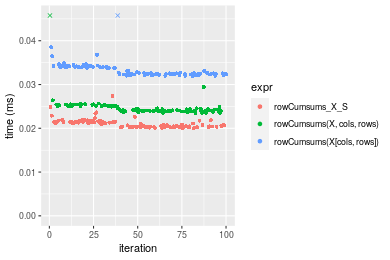 0.04
0.03
0.02
0.01
0.00
time (ms)
0
25
50
75
100
iteration
expr
rowCumsums_X_S
rowCumsums(X, cols, rows)
rowCumsums(X[cols, rows])